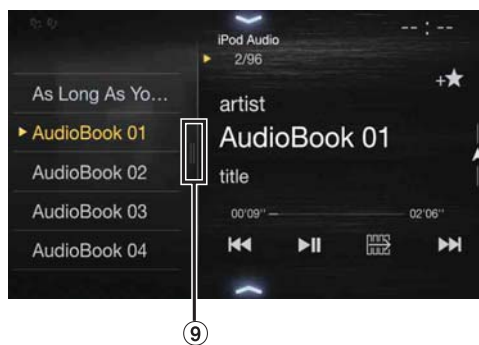 iPod Audio
-- : --
2/96
As Long As Yo...
AudioBook 01
AudioBook 02
AudioBook 03
AudioBook 04
artist
AudioBook 01
title
00'09"
02'06"
9